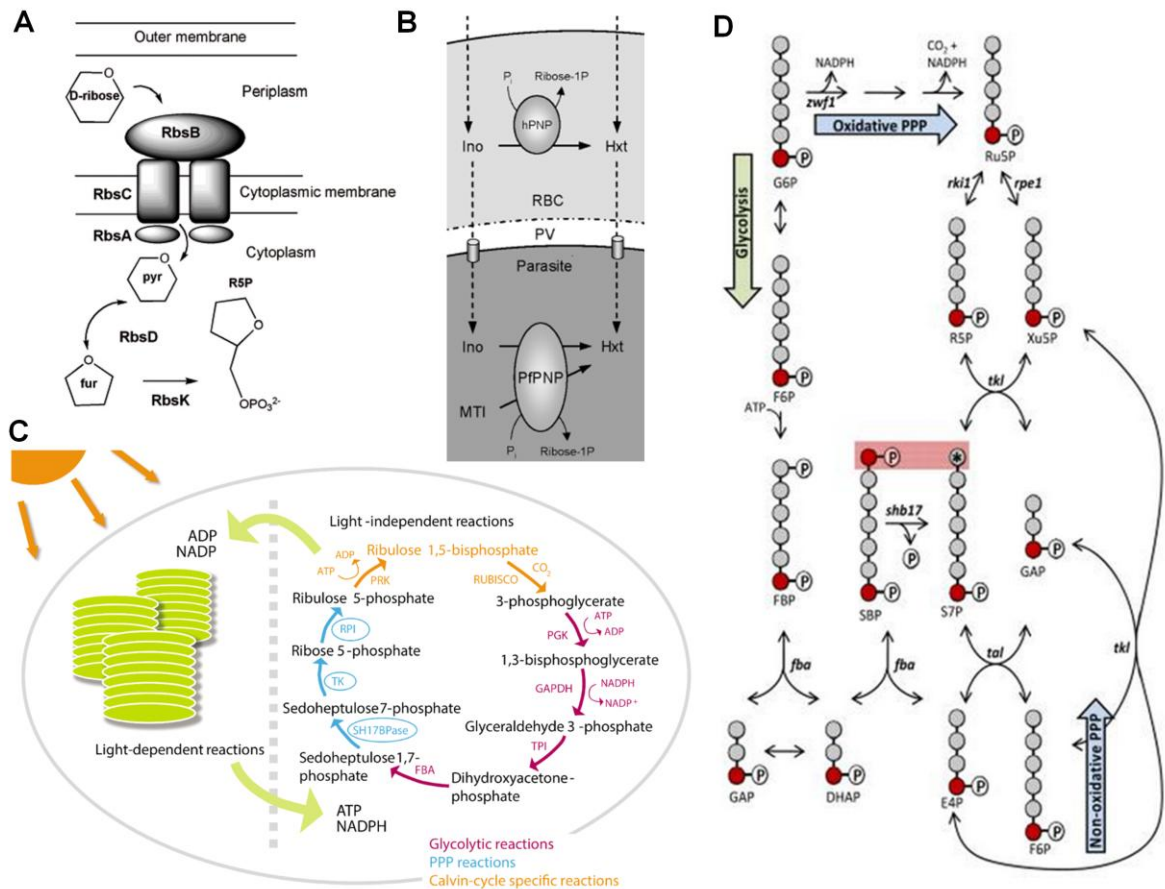 A
Outer membrane
D-ribose
Periplasm
RbsB
RbsC
Cytoplasmic membrane
RbsA
Cytoplasm
pyr
R5P
RbsD
fur
RbsK
OPO₃²⁻
B
Pᵢ
Ribose-1P
hPNP
Ino
Hxt
RBC
PV
Parasite
Ino
Hxt
PfPNP
MTI
Pᵢ
Ribose-1P
C
ADP
NADP
Light-dependent reactions
ATP
NADPH
Light -independent reactions
ADP
ATP
PRK
Ribulose 1,5-bisphosphate
RUBISCO
CO₂
3-phosphoglycerate
PGK
ATP
ADP
1,3-bisphosphoglycerate
GAPDH
NADPH
NADP⁺
Glyceraldehyde 3 -phosphate
TPI
Dihydroxyacetone-
phosphate
FBA
Sedoheptulose 1,7-
phosphate
SH17BPase
Sedoheptulose7-phosphate
TK
Ribose 5-phosphate
RPI
Ribulose 5-phosphate
Glycolytic reactions
PPP reactions
Calvin-cycle specific reactions
D
NADPH
CO₂ +
NADPH
zwf1
Oxidative PPP
P
G6P
P
Ru5P
Glycolysis
rki1
rpe1
P
F6P
P
R5P
P
Xu5P
ATP
tkl
P
P
FBP
P
P
SBP
shb17
P
*
P
S7P
P
GAP
fba
fba
tal
tkl
P
GAP
P
DHAP
P
E4P
P
F6P
Non-oxidative PPP